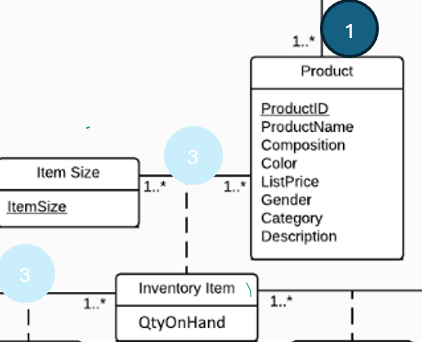 1
1..*
Product
ProductID
ProductName
Composition
Color
ListPrice
Gender
Category
Description
3
Item Size
ItemSize
1..*
1..*
3
Inventory Item
QtyOnHand
1..*
1..*